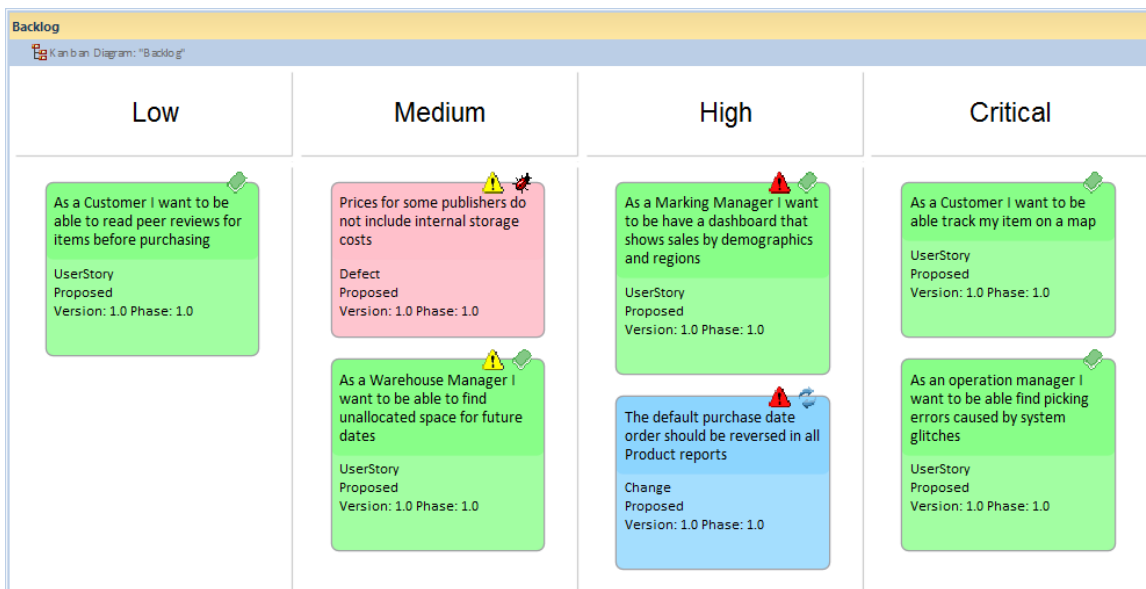 Backlog
Kanban Diagram: "Backlog"
Low
Medium
High
Critical
As a Customer I want to be
able to read peer reviews for
items before purchasing
UserStory
Proposed
Version: 1.0 Phase: 1.0
Prices for some publishers do
not include internal storage
costs
Defect
Proposed
Version: 1.0 Phase: 1.0
As a Warehouse Manager I
want to be able to find
unallocated space for future
dates
UserStory
Proposed
Version: 1.0 Phase: 1.0
As a Marking Manager I want
to be have a dashboard that
shows sales by demographics
and regions
UserStory
Proposed
Version: 1.0 Phase: 1.0
The default purchase date
order should be reversed in all
Product reports
Change
Proposed
Version: 1.0 Phase: 1.0
As a Customer I want to be
able track my item on a map
UserStory
Proposed
Version: 1.0 Phase: 1.0
As an operation manager I
want to be able find picking
errors caused by system
glitches
UserStory
Proposed
Version: 1.0 Phase: 1.0